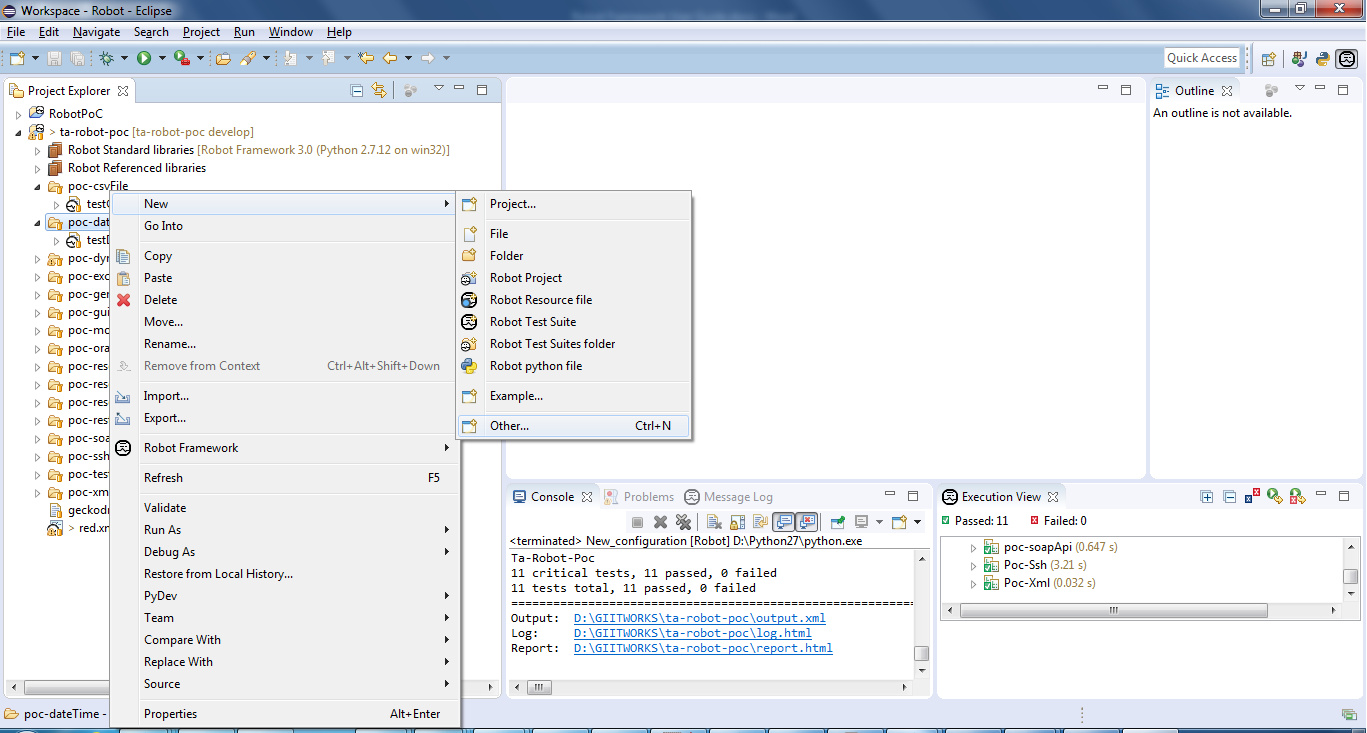 Workspace - Robot - Eclipse
File Edit Navigate Search Project Run Window Help
Quick Access
Project Explorer
RobotPoC
> ta-robot-poc [ta-robot-poc develop]
Robot Standard libraries [Robot Framework 3.0 (Python 2.7.12 on win32)]
Robot Referenced libraries
poc-csvFile
poc-dat
poc-dyn
poc-exc
poc-ger
poc-gui
poc-mo
poc-ora
poc-res
poc-res
poc-res
poc-res
poc-soa
poc-ssh
poc-test
poc-xm
geckodr
> red.xm
New
Go Into
Copy
Paste
Delete
Move...
Rename...
Remove from Context Ctrl+Alt+Shift+Down
Import...
Export...
Robot Framework
Refresh F5
Validate
Run As
Debug As
Restore from Local History...
PyDev
Team
Compare With
Replace With
Source
Properties Alt+Enter
Project...
File
Folder
Robot Project
Robot Resource file
Robot Test Suite
Robot Test Suites folder
Robot python file
Example...
Other... Ctrl+N
Outline
An outline is not available.
Console Problems Message Log
<terminated> New_configuration [Robot] D:\Python27\python.exe
Ta-Robot-Poc
11 critical tests, 11 passed, 0 failed
11 tests total, 11 passed, 0 failed
==========================================================
Output: D:\GIITWORKS\ta-robot-poc\output.xml
Log: D:\GIITWORKS\ta-robot-poc\log.html
Report: D:\GIITWORKS\ta-robot-poc\report.html
Execution View
Passed: 11 Failed: 0
poc-soapApi (0.647 s)
Poc-Ssh (3.21 s)
Poc-Xml (0.032 s)
poc-dateTime -